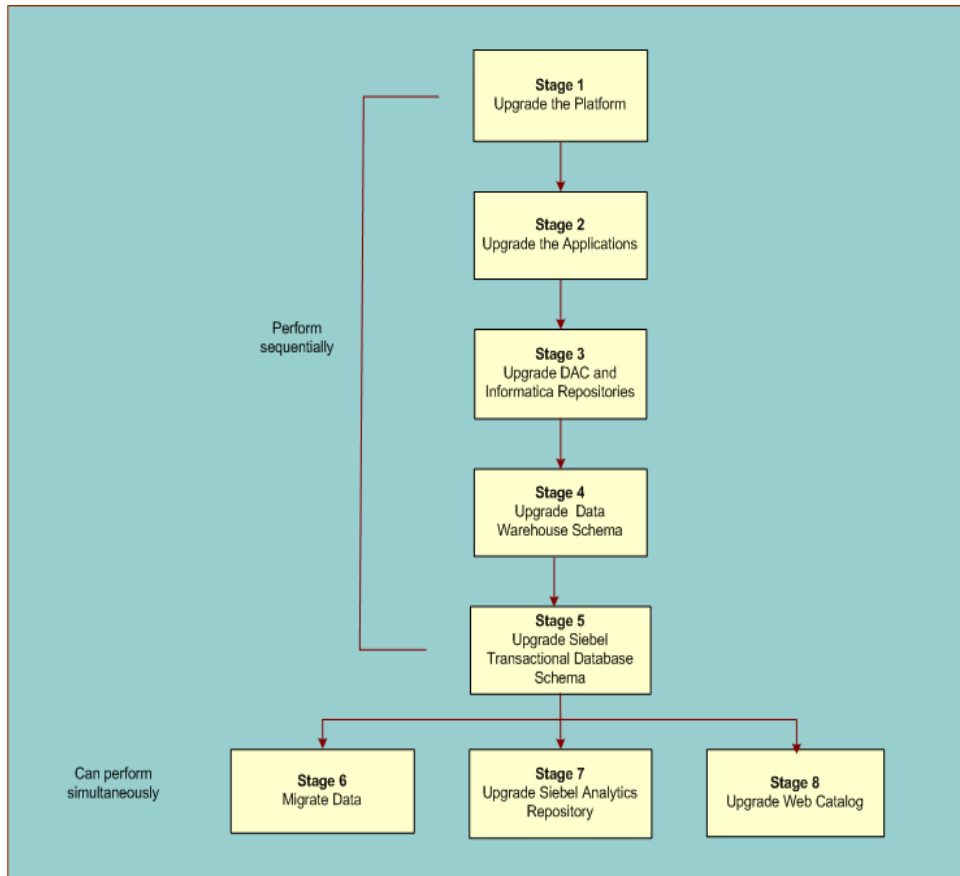 Stage 1
Upgrade the Platform
Stage 2
Upgrade the Applications
Perform
sequentially
Stage 3
Upgrade DAC and
Informatica Repositories
Stage 4
Upgrade Data
Warehouse Schema
Stage 5
Upgrade Siebel
Transactional Database
Schema
Can perform
simultaneously
Stage 6
Migrate Data
Stage 7
Upgrade Siebel Analytics
Repository
Stage 8
Upgrade Web Catalog